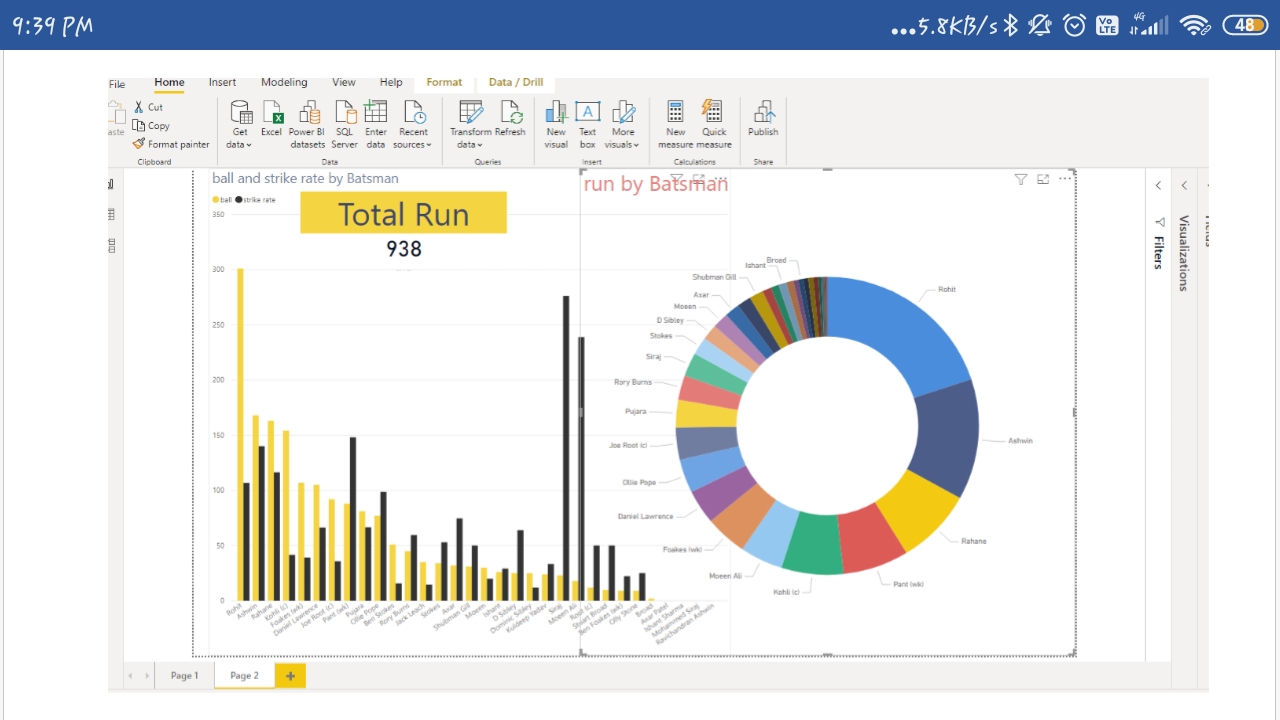 9:39 PM
...5.8KB/s Vo LTE 4G 48
File Home Insert Modeling View Help Format Data / Drill
Cut
Copy
Format painter
Get data Excel Power BI datasets SQL Server Enter data Recent sources Transform data Refresh New visual Text box More visuals New measure Quick measure Publish
Clipboard Data Queries Insert Calculations Share
ball and strike rate by Batsman
ball strike rate
Total Run
938
350
300
250
200
150
100
50
0
Rohit
Ashwin
Rahane
Kohli (c)
Foakes (wk)
Daniel Lawrence
Joe Root (c)
Pant (wk)
Pujara
Ollie Pope
Ben Stokes
Rory Burns
Jack Leach
Stokes
Axar
Shubman Gill
Moeen
Ishant
D Sibley
Dominic Sibley
Kuldeep Yadav
Siraj
Moeen Ali
Root (c)
Stuart Broad
Ben Foakes (wk)
Olly Stone
Broad
Axar Patel
Ishant Sharma
Mohammed Siraj
Ravichandran Ashwin
run by Batsman
Broad
Ishant
Shubman Gill
Axar
Moeen
D Sibley
Stokes
Siraj
Rory Burns
Pujara
Joe Root (c)
Ollie Pope
Daniel Lawrence
Foakes (wk)
Moeen Ali
Kohli (c)
Pant (wk)
Rahane
Ashwin
Rohit
Filters
Visualizations
Page 1 Page 2 +